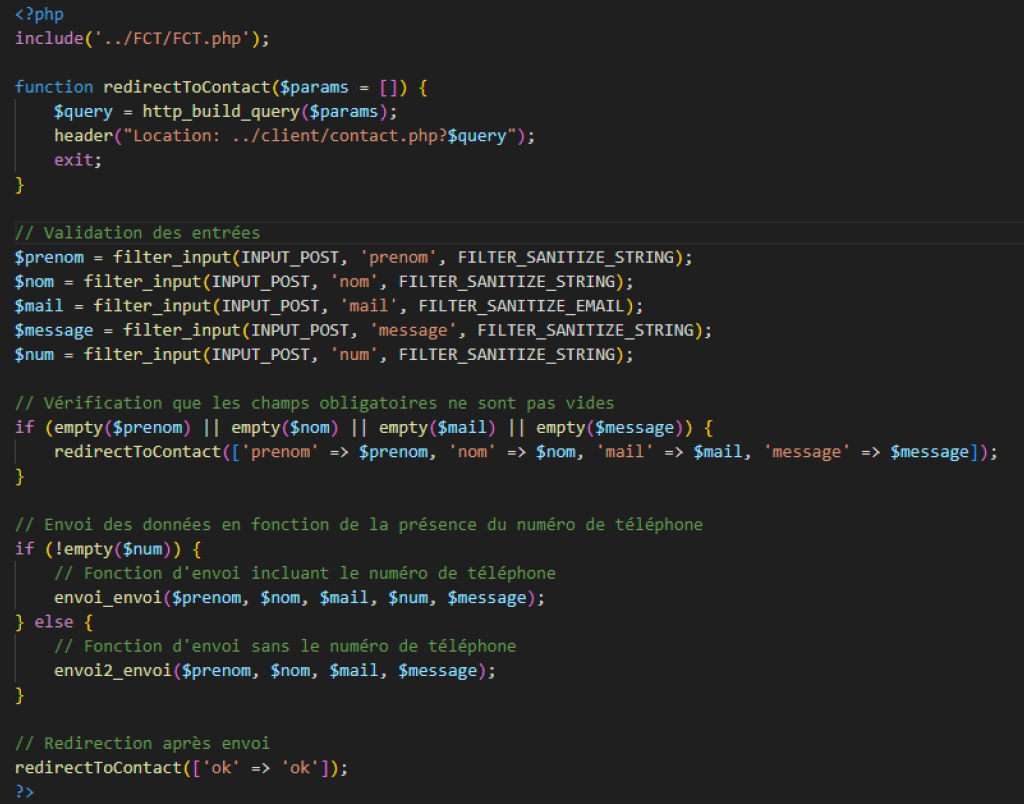 <?php
include('../FCT/FCT.php');
function redirectToContact($params = []) {
$query = http_build_query($params);
header("Location: ../client/contact.php?$query");
exit;
}
// Validation des entrées
$prenom = filter_input(INPUT_POST, 'prenom', FILTER_SANITIZE_STRING);
$nom = filter_input(INPUT_POST, 'nom', FILTER_SANITIZE_STRING);
$mail = filter_input(INPUT_POST, 'mail', FILTER_SANITIZE_EMAIL);
$message = filter_input(INPUT_POST, 'message', FILTER_SANITIZE_STRING);
$num = filter_input(INPUT_POST, 'num', FILTER_SANITIZE_STRING);
// Vérification que les champs obligatoires ne sont pas vides
if (empty($prenom) || empty($nom) || empty($mail) || empty($message)) {
redirectToContact(['prenom' => $prenom, 'nom' => $nom, 'mail' => $mail, 'message' => $message]);
}
// Envoi des données en fonction de la présence du numéro de téléphone
if (!empty($num)) {
// Fonction d'envoi incluant le numéro de téléphone
envoi_envoi($prenom, $nom, $mail, $num, $message);
} else {
// Fonction d'envoi sans le numéro de téléphone
envoi2_envoi($prenom, $nom, $mail, $message);
}
// Redirection après envoi
redirectToContact(['ok' => 'ok']);
?>